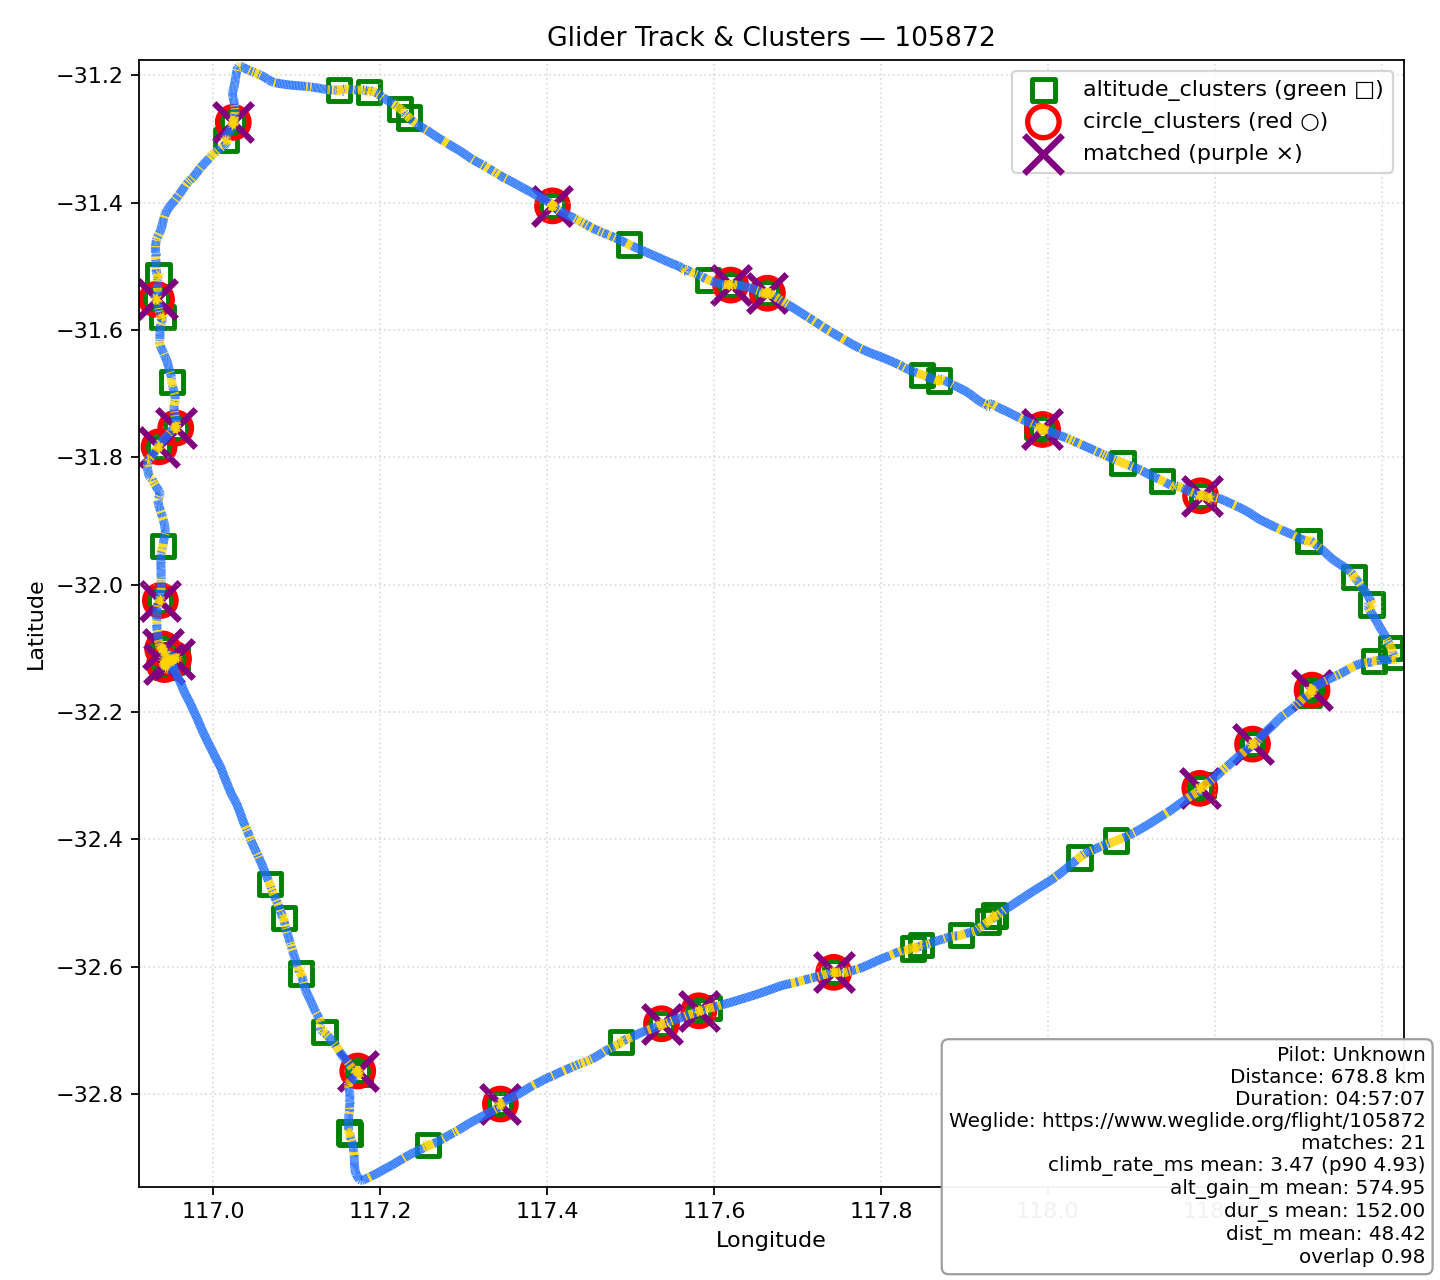 Glider Track & Clusters — 105872
altitude_clusters (green □)
circle_clusters (red ○)
matched (purple ×)
Latitude
−31.2
−31.4
−31.6
−31.8
−32.0
−32.2
−32.4
−32.6
−32.8
117.0
117.2
117.4
117.6
117.8
118.0
Longitude
Pilot: Unknown
Distance: 678.8 km
Duration: 04:57:07
Weglide: https://www.weglide.org/flight/105872
matches: 21
climb_rate_ms mean: 3.47 (p90 4.93)
alt_gain_m mean: 574.95
dur_s mean: 152.00
dist_m mean: 48.42
overlap 0.98